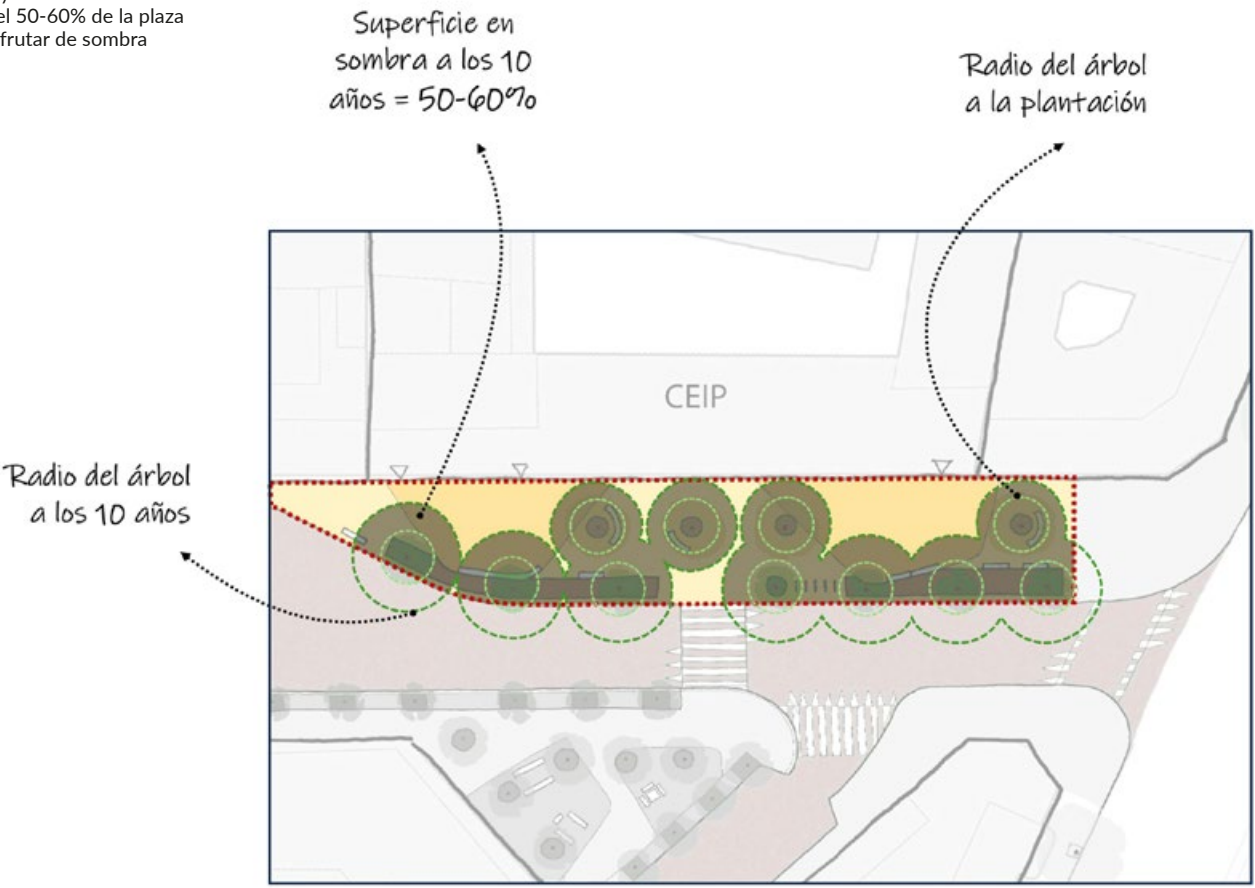 el 50-60% de la plaza
frutar de sombra
Superficie en
sombra a los 10
años = 50-60%
Radio del árbol
a la plantación
CEIP
Radio del árbol
a los 10 años